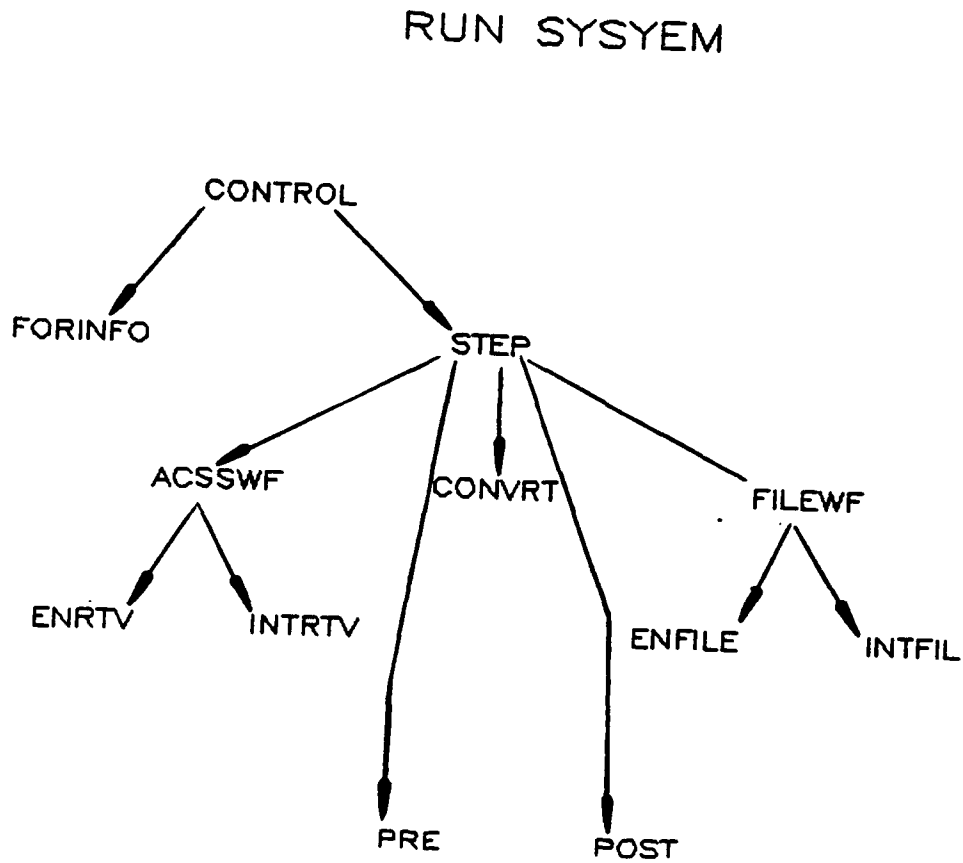 RUN SYSYEM
CONTROL
FORINFO
STEP
ACSSWF
CONVRT
FILEWF
ENRTV
INTRTV
ENFILE
INTFIL
PRE
POST